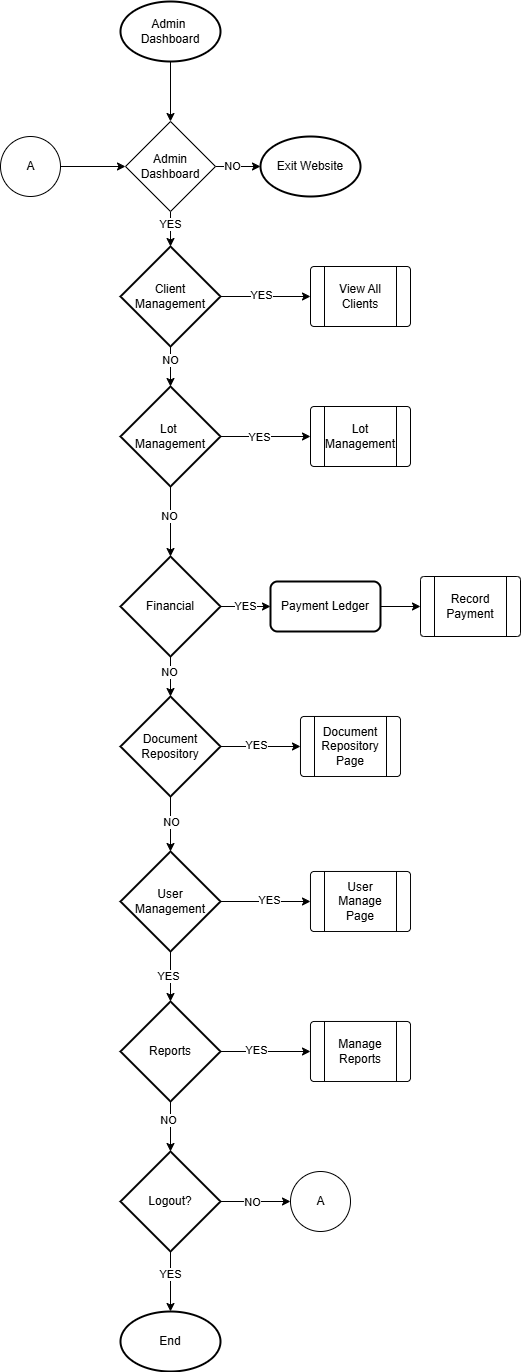 Admin
Dashboard
A
Admin
Dashboard
NO
Exit Website
YES
Client
Management
YES
View All
Clients
NO
Lot
Management
YES
Lot
Management
NO
Financial
YES
Payment Ledger
Record
Payment
NO
Document
Repository
YES
Document
Repository
Page
NO
User
Management
YES
User
Manage
Page
YES
Reports
YES
Manage
Reports
NO
Logout?
NO
A
YES
End